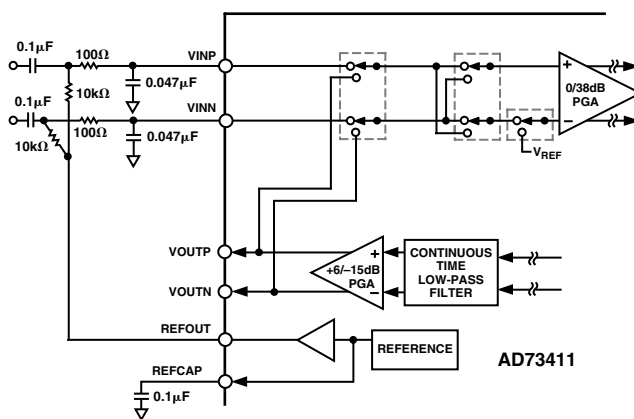 0.1µF
100Ω
VINP
10kΩ
0.047µF
0.1µF
VINN
100Ω
0.047µF
10kΩ
+
0/38dB
PGA
–
VREF
VOUTP
VOUTN
+
+6/–15dB
PGA
–
CONTINUOUS
TIME
LOW-PASS
FILTER
REFOUT
REFERENCE
REFCAP
0.1µF
AD73411